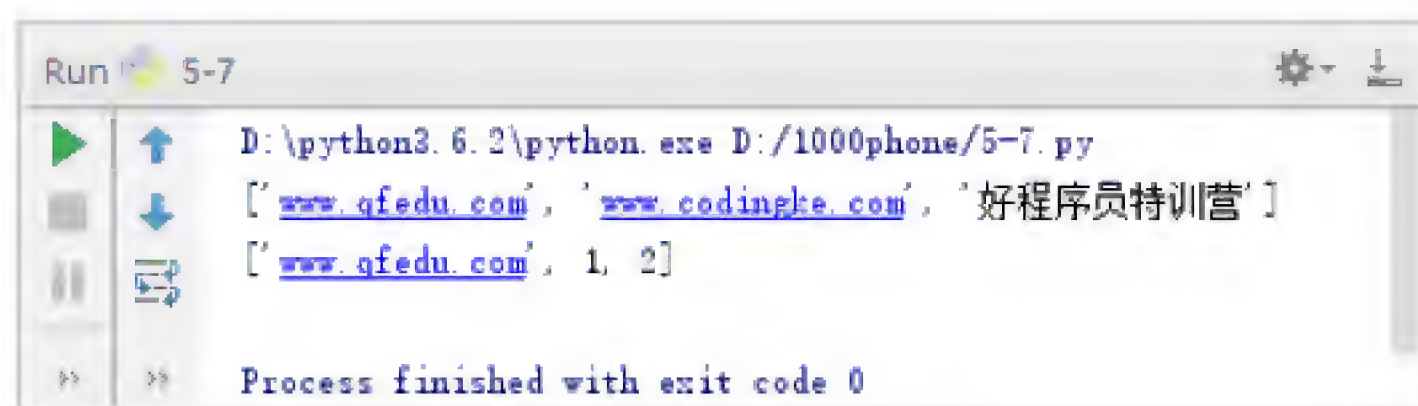 Run 5-7
D:\python3.6.2\python.exe D:/1000phone/5-7.py
['www.qfedu.com', 'www.codingke.com', '好程序员特训营']
['www.qfedu.com', 1, 2]
Process finished with exit code 0